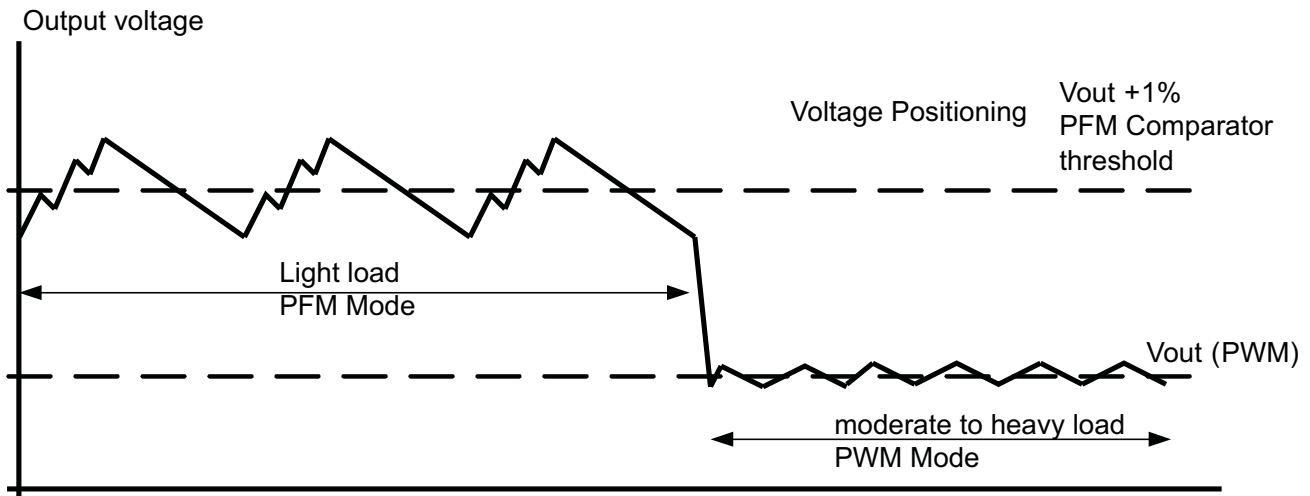 Output voltage
Voltage Positioning
Vout +1%
PFM Comparator
threshold
Light load
PFM Mode
Vout (PWM)
moderate to heavy load
PWM Mode